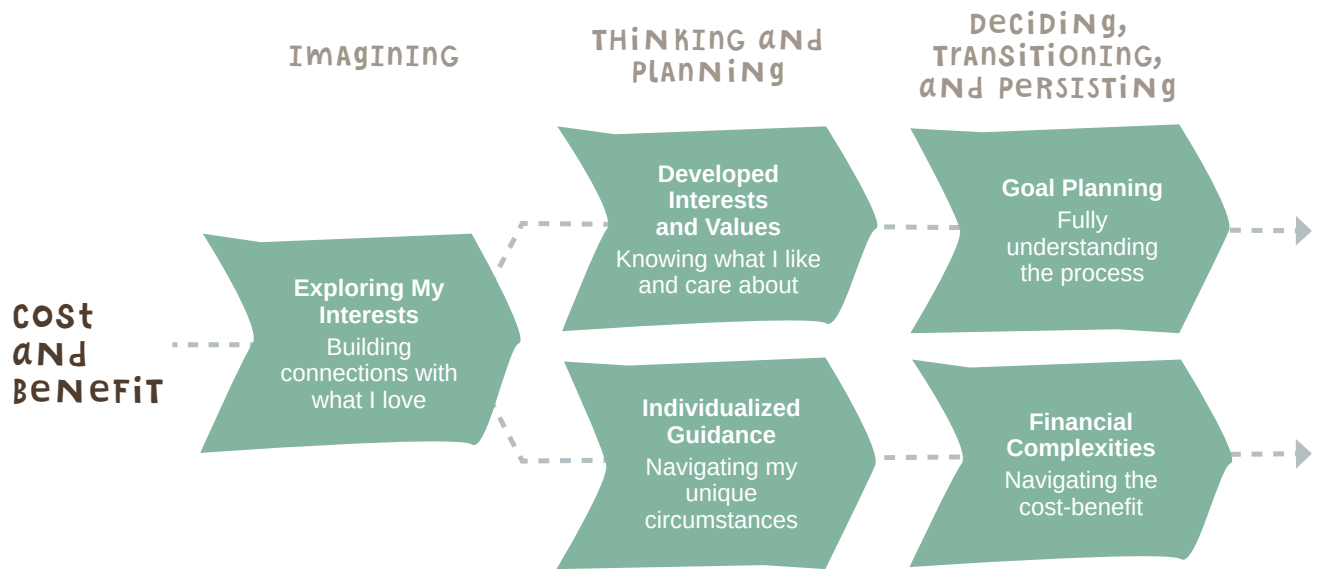 Imagining
Thinking and
Planning
Deciding,
Transitioning,
and Persisting
Cost
and
Benefit
Exploring My
Interests
Building
connections with
what I love
Developed
Interests
and Values
Knowing what I like
and care about
Goal Planning
Fully
understanding
the process
Individualized
Guidance
Navigating my
unique
circumstances
Financial
Complexities
Navigating the
cost-benefit